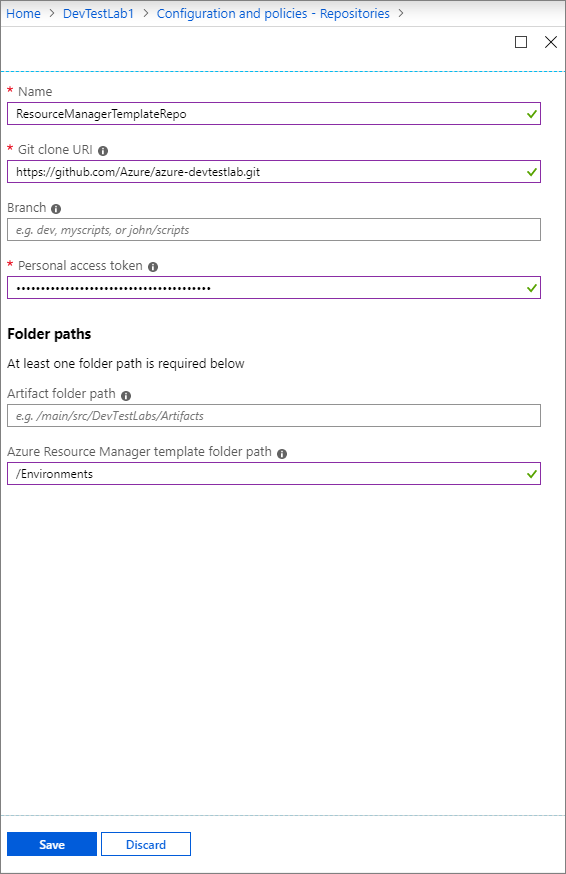 Home > DevTestLab1 > Configuration and policies - Repositories >
* Name
ResourceManagerTemplateRepo
* Git clone URI
https://github.com/Azure/azure-devtestlab.git
Branch
e.g. dev, myscripts, or john/scripts
* Personal access token
••••••••••••••••••••••••••••••••••••••••
Folder paths
At least one folder path is required below
Artifact folder path
e.g. /main/src/DevTestLabs/Artifacts
Azure Resource Manager template folder path
/Environments
Save Discard